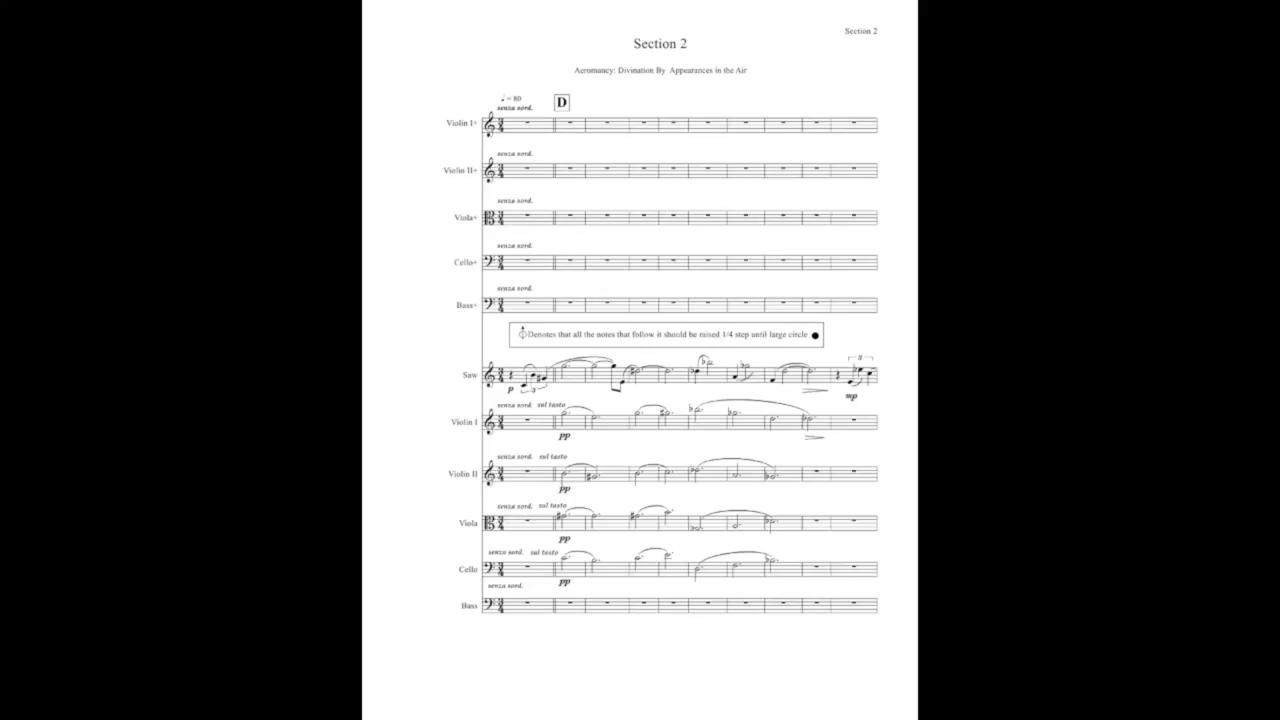 Section 2
Section 2
Aeromancy: Divination By Appearances in the Air
♩ = 80
D
senza sord.
Violin I+
senza sord.
Violin II+
senza sord.
Viola+
senza sord.
Cello+
senza sord.
Bass+
Denotes that all the notes that follow it should be raised 1/4 step until large circle
Saw
p
3
3
mp
senza sord. sul tasto
Violin I
pp
senza sord. sul tasto
Violin II
pp
senza sord. sul tasto
Viola
pp
senza sord. sul tasto
Cello
pp
senza sord.
Bass